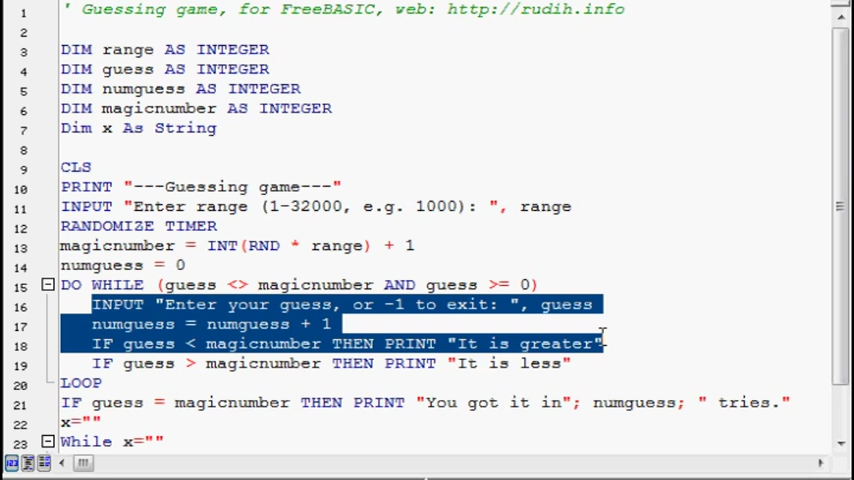 1 ' Guessing game, for FreeBASIC, web: http://rudih.info
2
3 DIM range AS INTEGER
4 DIM guess AS INTEGER
5 DIM numguess AS INTEGER
6 DIM magicnumber AS INTEGER
7 Dim x As String
8
9 CLS
10 PRINT "---Guessing game---"
11 INPUT "Enter range (1-32000, e.g. 1000): ", range
12 RANDOMIZE TIMER
13 magicnumber = INT(RND * range) + 1
14 numguess = 0
15 DO WHILE (guess <> magicnumber AND guess >= 0)
16 INPUT "Enter your guess, or -1 to exit: ", guess
17 numguess = numguess + 1
18 IF guess < magicnumber THEN PRINT "It is greater"
19 IF guess > magicnumber THEN PRINT "It is less"
20 LOOP
21 IF guess = magicnumber THEN PRINT "You got it in"; numguess; " tries."
22 x=""
23 While x=""